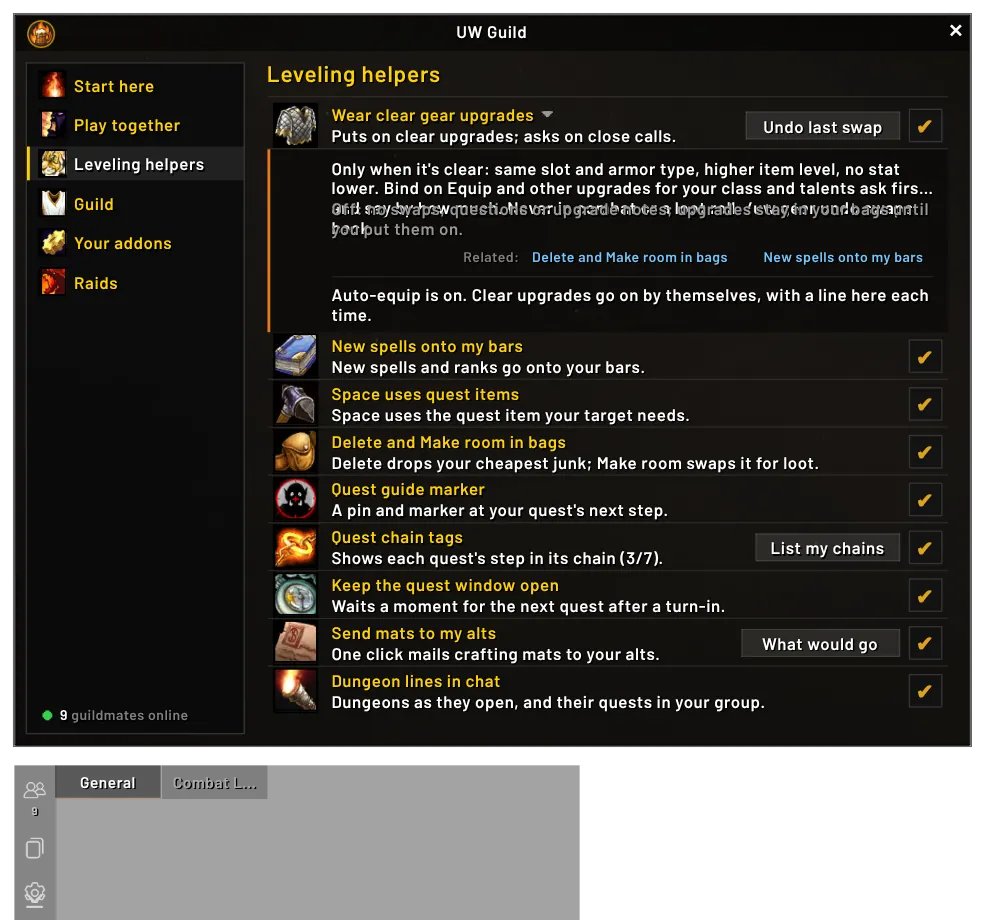 UW Guild
Start here
Play together
Leveling helpers
Guild
Your addons
Raids
9 guildmates online
Leveling helpers
Wear clear gear upgrades
Puts on clear upgrades; asks on close calls.
Undo last swap
Only when it's clear: same slot and armor type, higher item level, no stat
lower. Bind on Equip and other upgrades for your class and talents ask firs...
you put them on.
Related: Delete and Make room in bags New spells onto my bars
Auto-equip is on. Clear upgrades go on by themselves, with a line here each
time.
New spells onto my bars
New spells and ranks go onto your bars.
Space uses quest items
Space uses the quest item your target needs.
Delete and Make room in bags
Delete drops your cheapest junk; Make room swaps it for loot.
Quest guide marker
A pin and marker at your quest's next step.
Quest chain tags
Shows each quest's step in its chain (3/7).
List my chains
Keep the quest window open
Waits a moment for the next quest after a turn-in.
Send mats to my alts
One click mails crafting mats to your alts.
What would go
Dungeon lines in chat
Dungeons as they open, and their quests in your group.
General
Combat L...
9